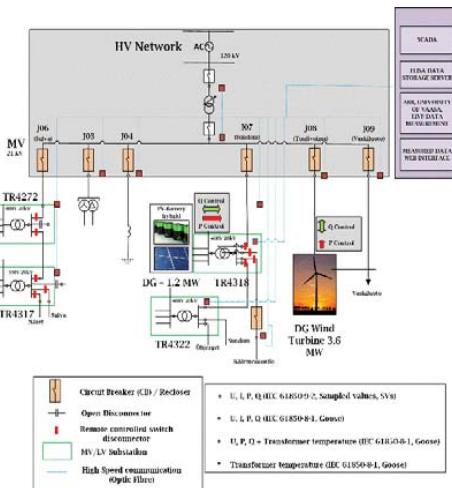 HV Network
AC
120 kV
SCADA
ELISA DATA
STORAGE SERVER
UNIVERSITY
OF VAASA,
LIVE DATA
MEASUREMENT
MEASURED DATA
WEB INTERFACE
MV
21 kV
J06
J03
J04
J07
J08
J09
(Vaskiluoto)
TR4272
TR4317
Q Control
P Control
PV-Battery
hybrid
DG – 1.2 MW
TR4318
TR4322
Q Control
P Control
DG Wind
Turbine 3.6
MW
Vaskiluoto
Circuit Breaker (CB) / Recloser
Open Disconnector
Remote controlled switch
disconnector
MV/LV Substation
High Speed communication
(Optic Fibre)
U, I, P, Q (IEC 61850-9-2, Sampled values, SVs)
U, I, P, Q (IEC 61850-8-1, Goose)
U, P, Q + Transformer temperature (IEC 61850-8-1, Goose)
Transformer temperature (IEC 61850-8-1, Goose)